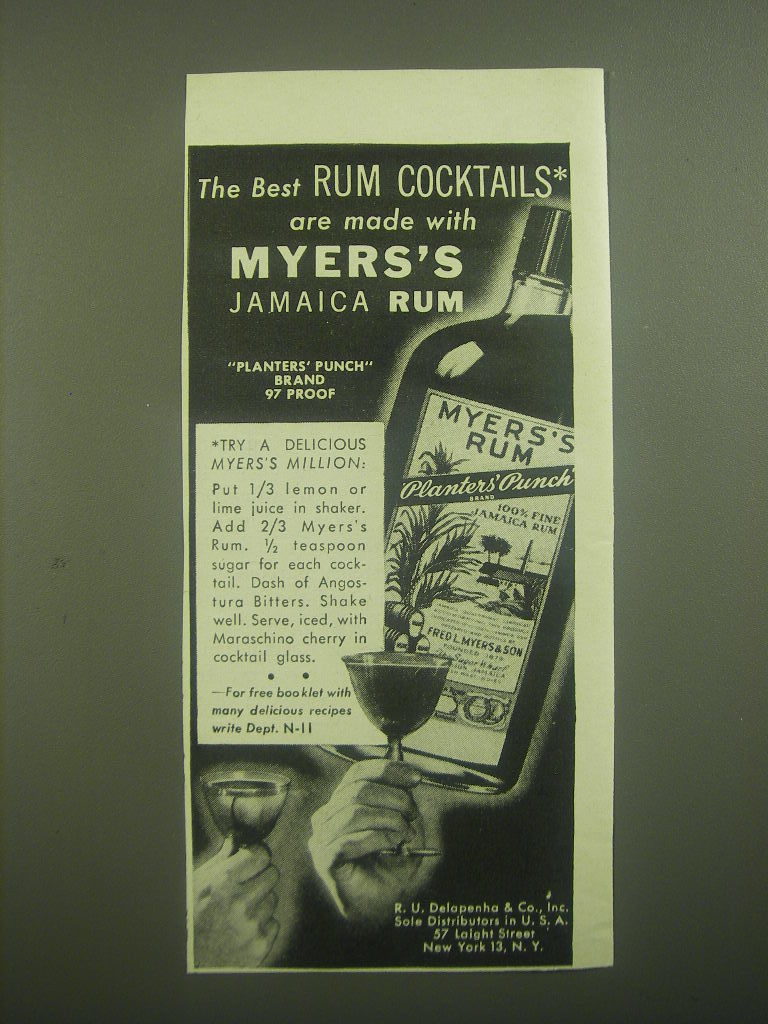 The Best RUM COCKTAILS*
are made with
MYERS'S
JAMAICA RUM
"PLANTERS' PUNCH"
BRAND
97 PROOF
*TRY A DELICIOUS
MYERS'S MILLION:
Put 1/3 lemon or
lime juice in shaker.
Add 2/3 Myers's
Rum. ½ teaspoon
sugar for each cock-
tail. Dash of Angos-
tura Bitters. Shake
well. Serve, iced, with
Maraschino cherry in
cocktail glass.
—For free booklet with
many delicious recipes
write Dept. N-11
MYERS'S
RUM
Planters' Punch
BRAND
100% FINE
JAMAICA RUM
FRED L. MYERS & SON
R. U. Delapenha & Co., Inc.
Sole Distributors in U. S. A.
57 Laight Street
New York 13, N. Y.